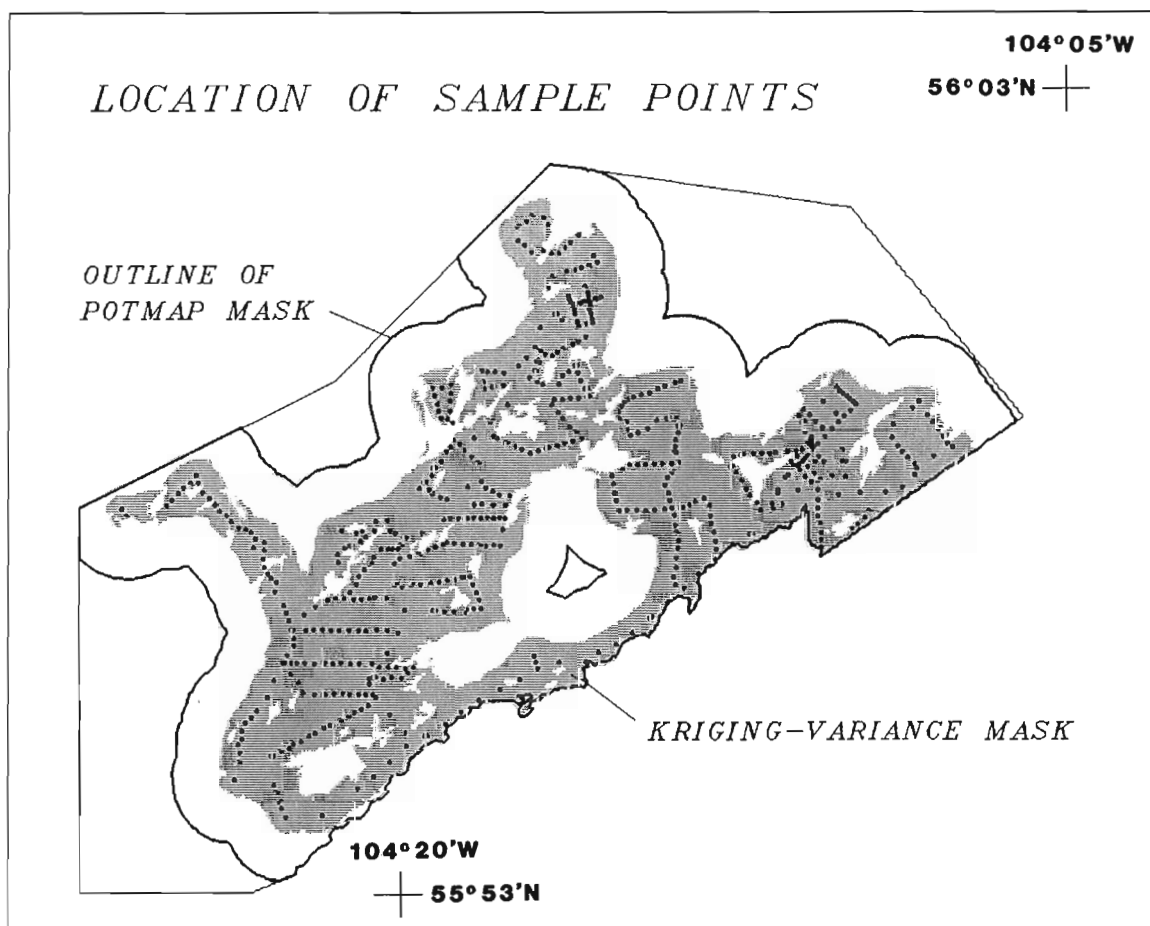 104°05'W
56°03'N
LOCATION OF SAMPLE POINTS
OUTLINE OF
POTMAP MASK
KRIGING-VARIANCE MASK
104°20'W
55°53'N